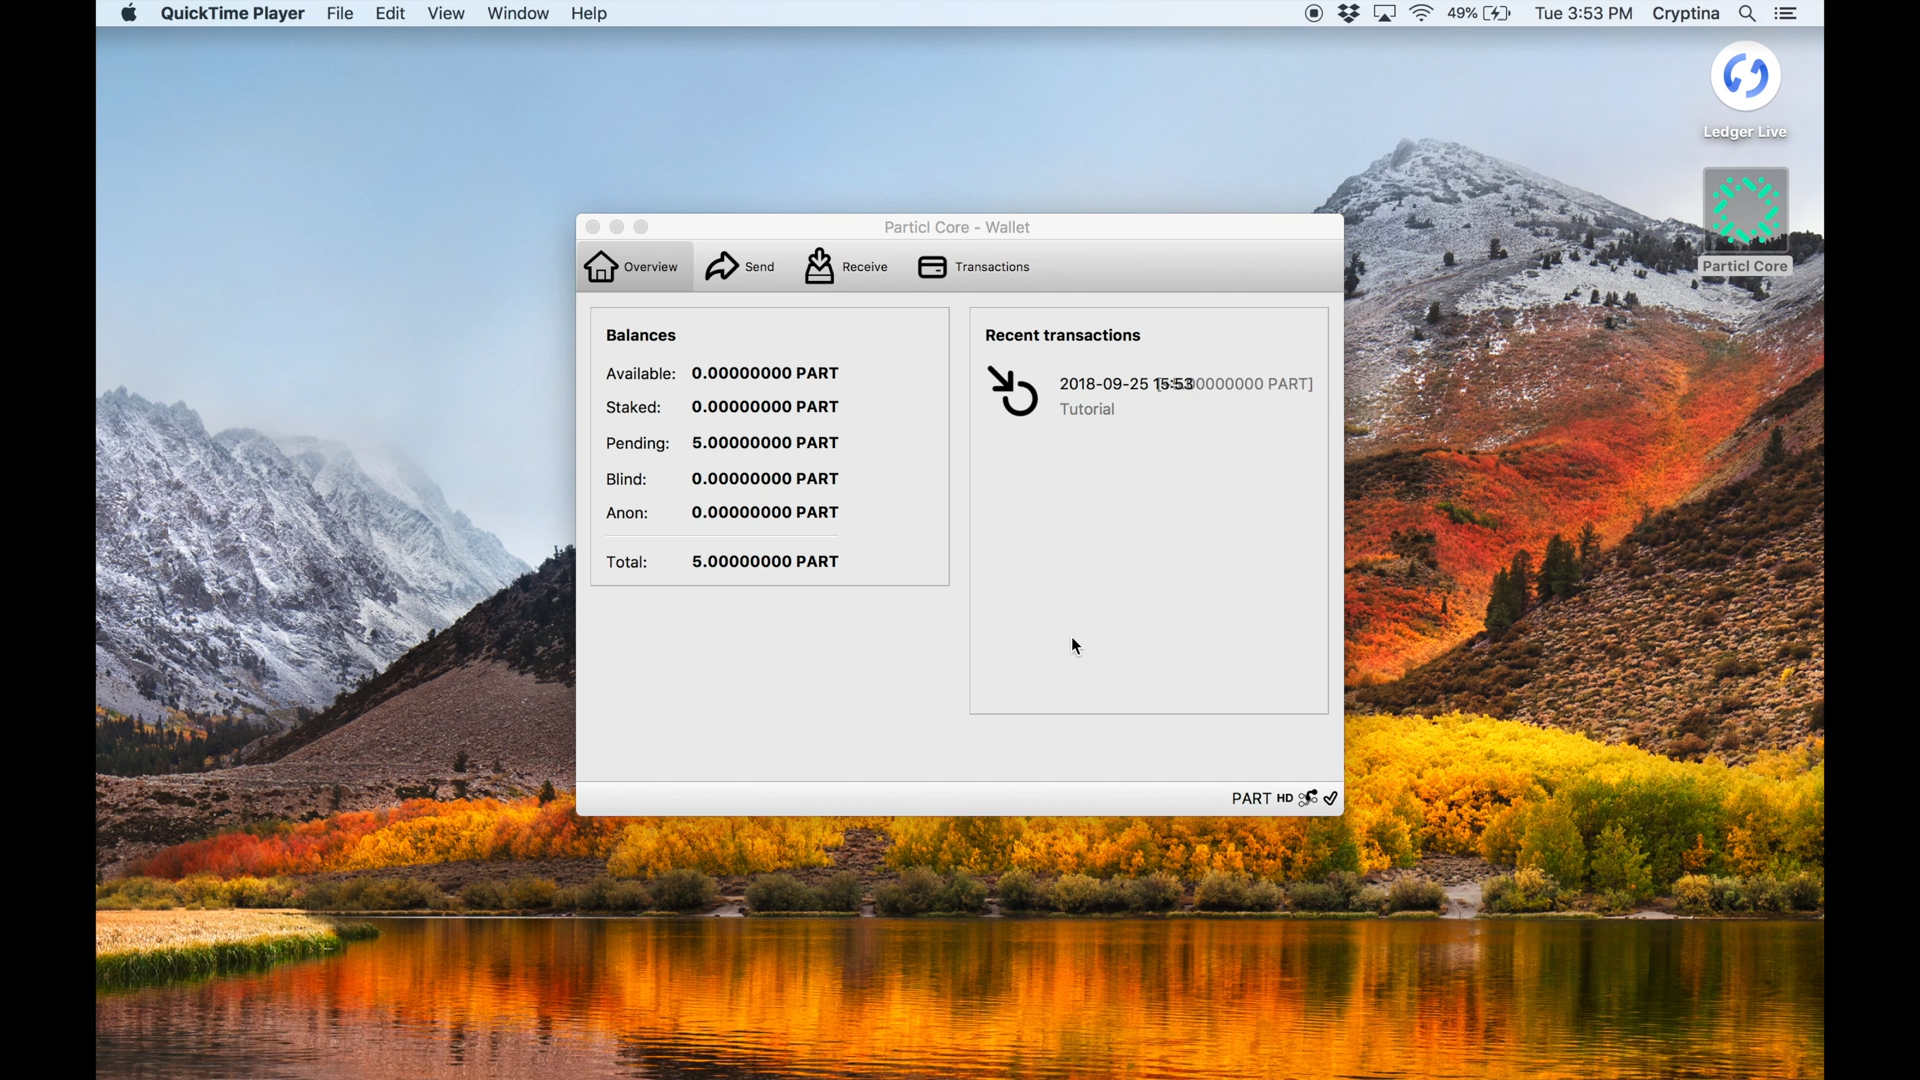 QuickTime Player File Edit View Window Help 49% Tue 3:53 PM Cryptina
Ledger Live
Particl Core
Particl Core - Wallet
Overview Send Receive Transactions
Balances
Available: 0.00000000 PART
Staked: 0.00000000 PART
Pending: 5.00000000 PART
Blind: 0.00000000 PART
Anon: 0.00000000 PART
Total: 5.00000000 PART
Recent transactions
2018-09-25 15:53 PART]
Tutorial
PART HD